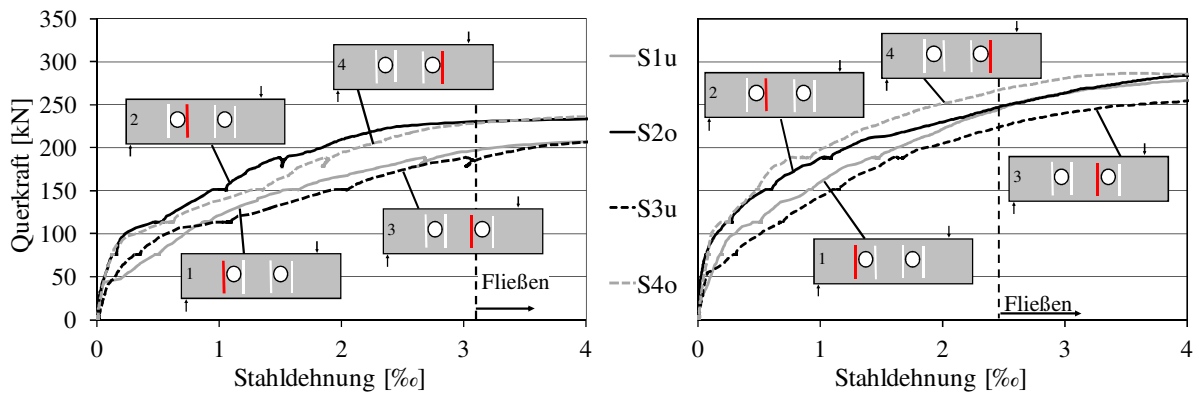 350
300
250
200
150
100
50
0
Querkraft [kN]
0 1 2 3 4
Stahldehnung [‰]
4
2
3
1
Fließen
S1u
S2o
S3u
S4o
4
2
3
1
Fließen
0 1 2 3 4
Stahldehnung [‰]